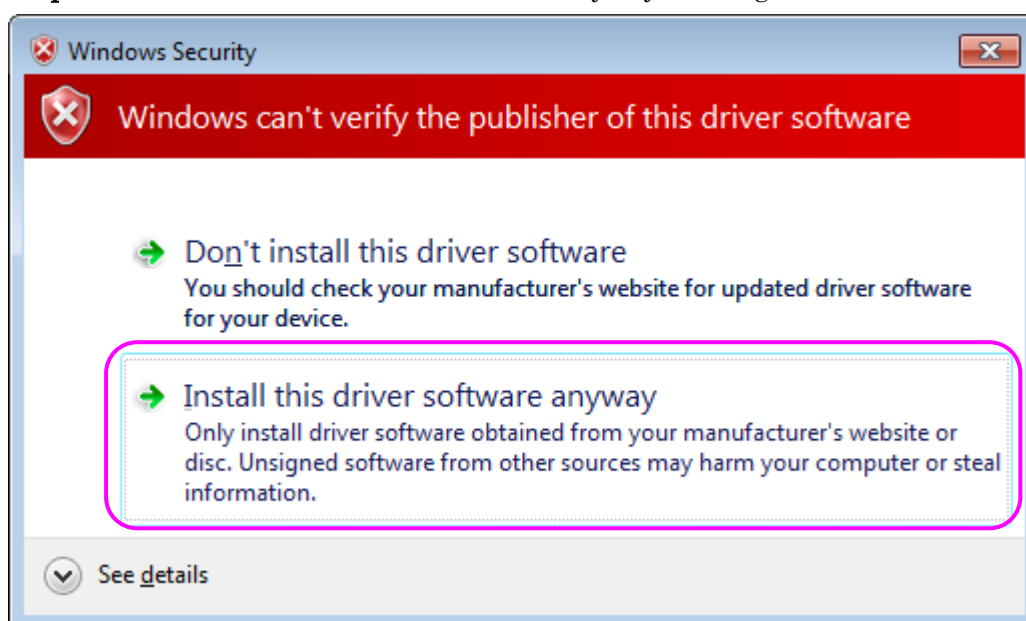 Windows Security
Windows can't verify the publisher of this driver software
Don't install this driver software
You should check your manufacturer's website for updated driver software
for your device.
Install this driver software anyway
Only install driver software obtained from your manufacturer's website or
disc. Unsigned software from other sources may harm your computer or steal
information.
See details